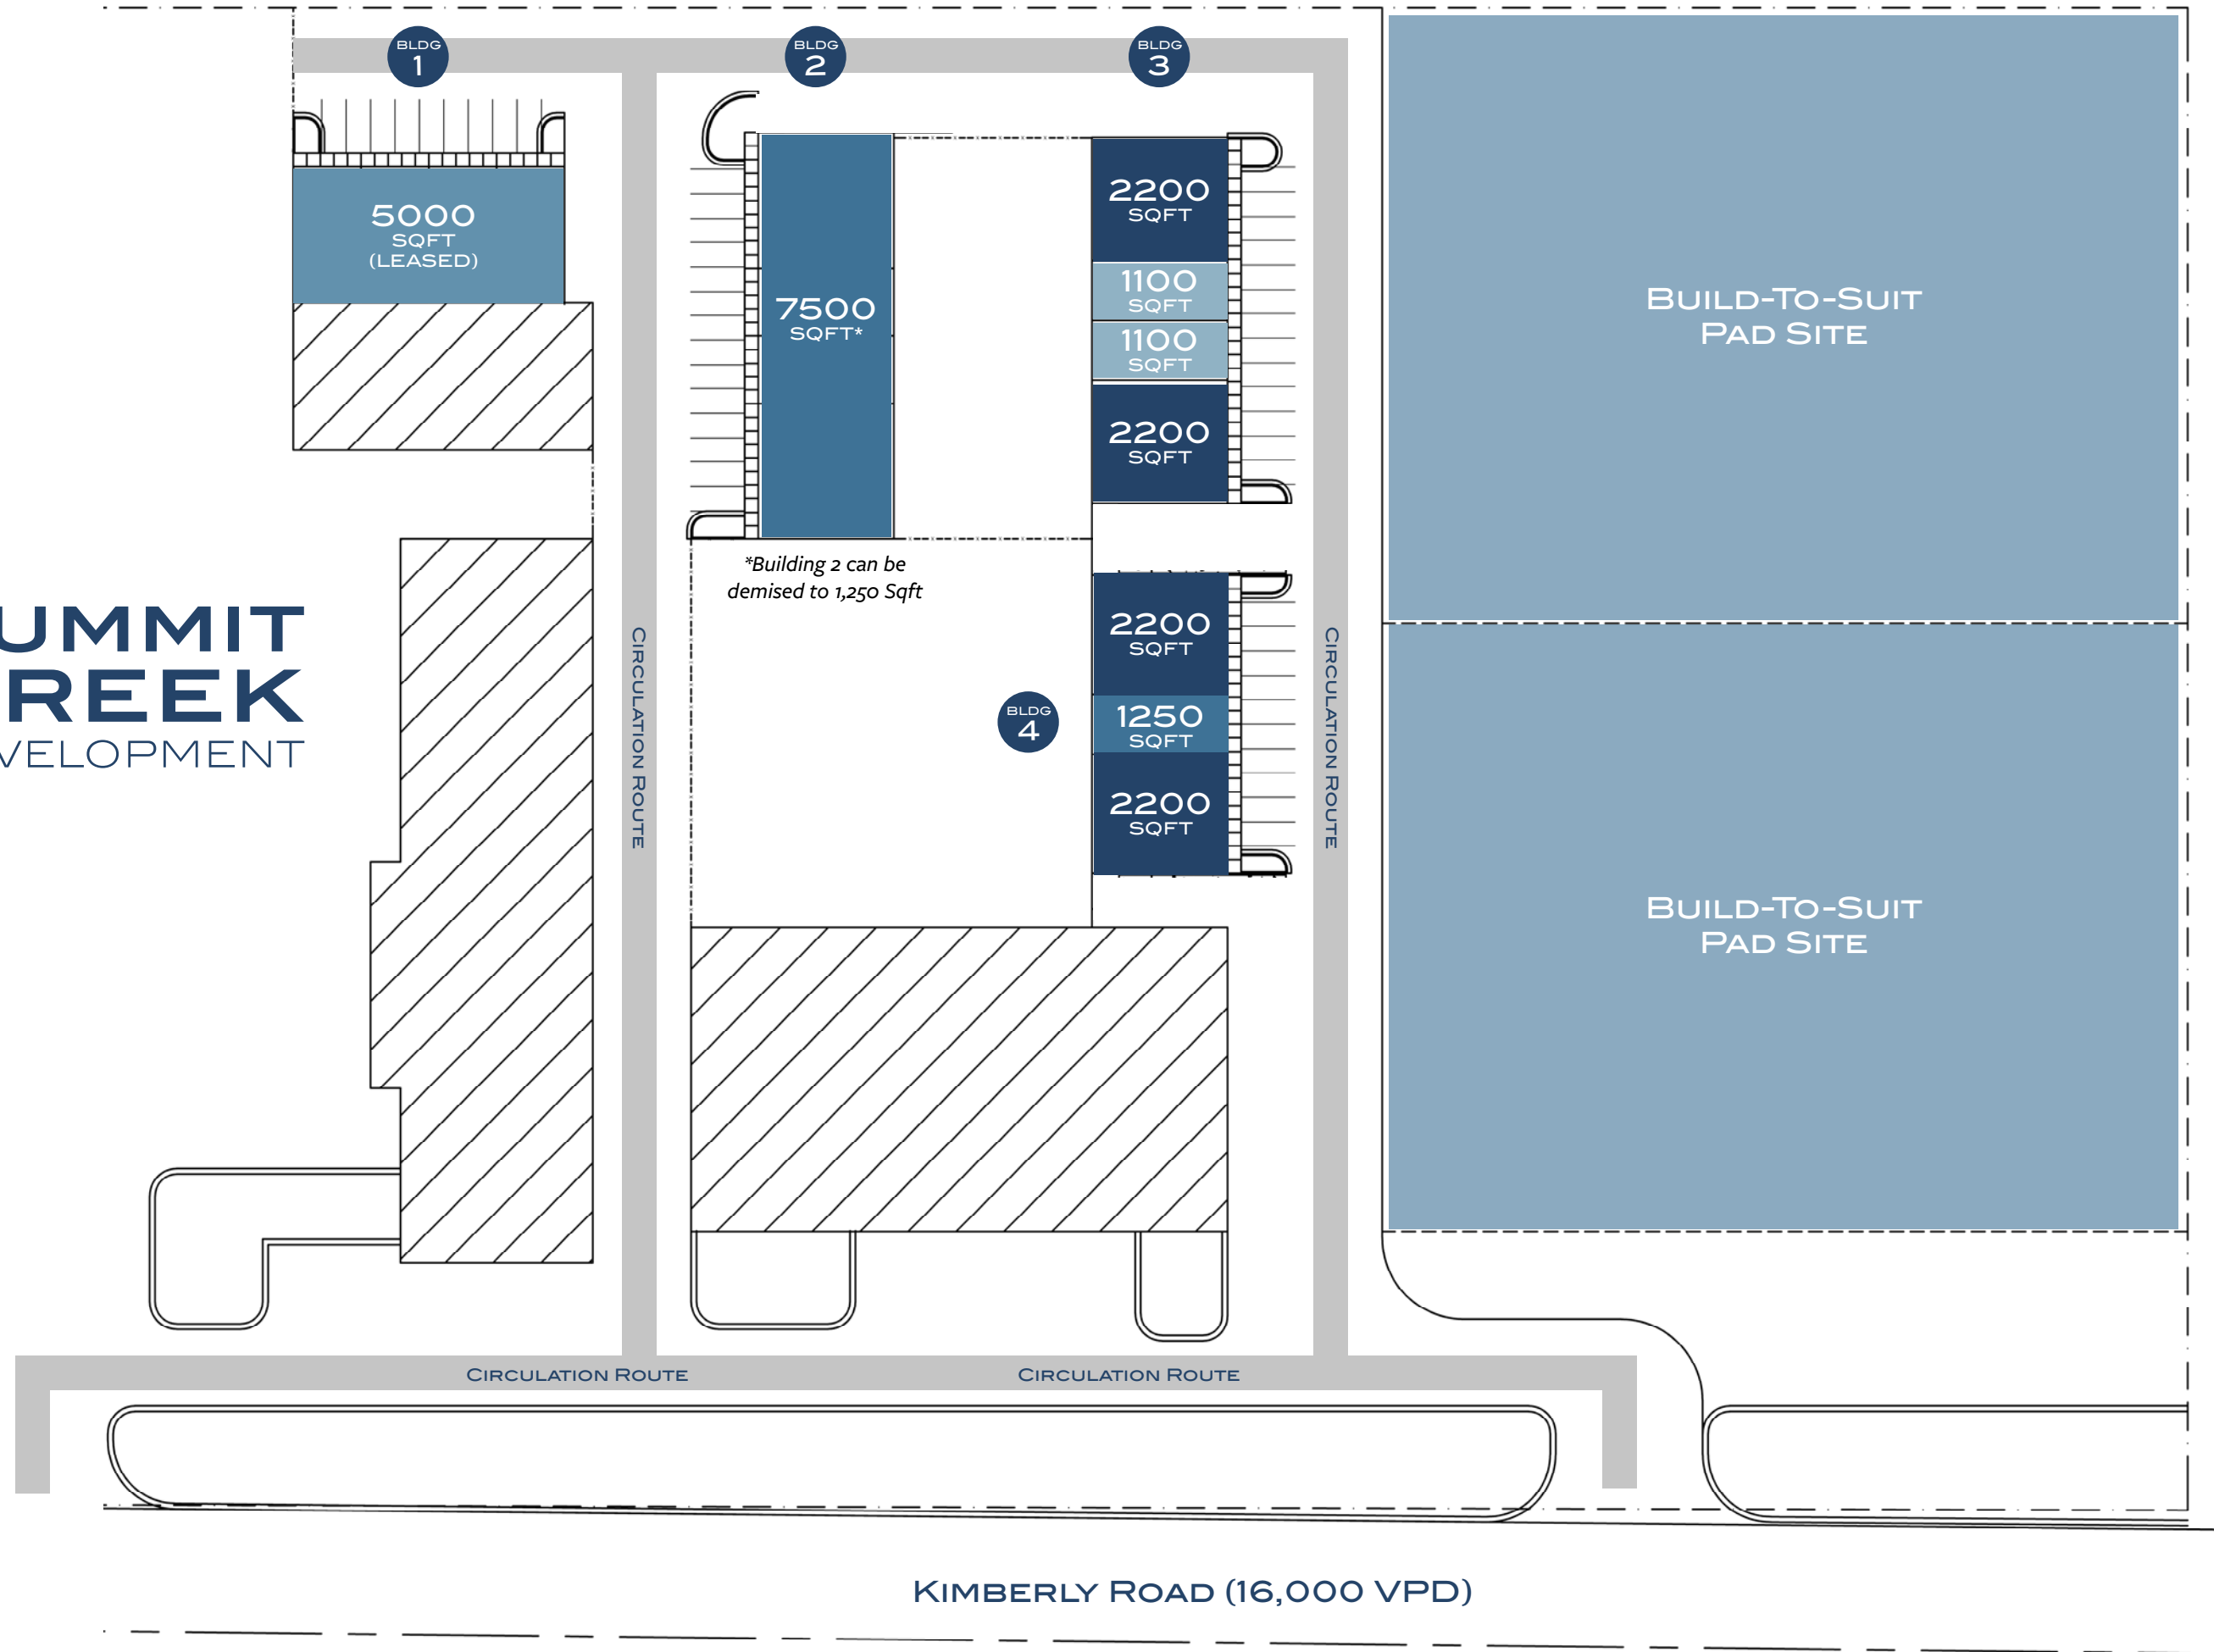 BLDG
1
BLDG
2
BLDG
3
5000
SQFT
(LEASED)
7500
SQFT*
2200
SQFT
1100
SQFT
1100
SQFT
2200
SQFT
*Building 2 can be
demised to 1,250 Sqft
BLDG
4
2200
SQFT
1250
SQFT
2200
SQFT
Build-To-Suit
Pad Site
Build-To-Suit
Pad Site
UMMIT
REEK
VELOPMENT
Circulation Route
Circulation Route
Circulation Route
Circulation Route
Kimberly Road (16,000 VPD)